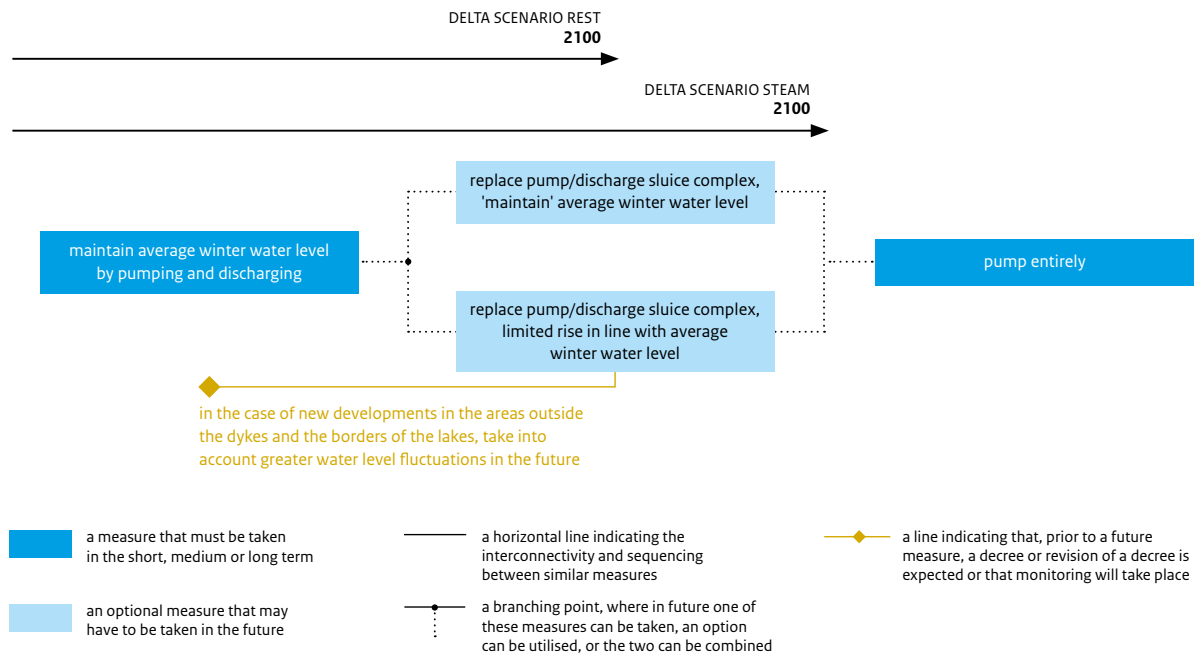 DELTA SCENARIO REST
2100
DELTA SCENARIO STEAM
2100
replace pump/discharge sluice complex,
'maintain' average winter water level
maintain average winter water level
by pumping and discharging
pump entirely
replace pump/discharge sluice complex,
limited rise in line with average
winter water level
in the case of new developments in the areas outside
the dykes and the borders of the lakes, take into
account greater water level fluctuations in the future
a measure that must be taken
in the short, medium or long term
an optional measure that may
have to be taken in the future
a horizontal line indicating the
interconnectivity and sequencing
between similar measures
a branching point, where in future one of
these measures can be taken, an option
can be utilised, or the two can be combined
a line indicating that, prior to a future
measure, a decree or revision of a decree is
expected or that monitoring will take place